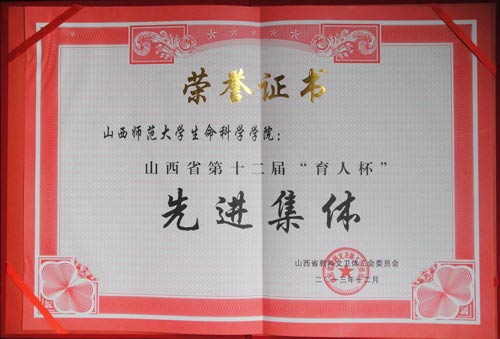 荣誉证书
山西师范大学生命科学学院：
山西省第十二届“育人杯”
先进集体
山西省教科文卫体工会委员会
二〇一三年十二月